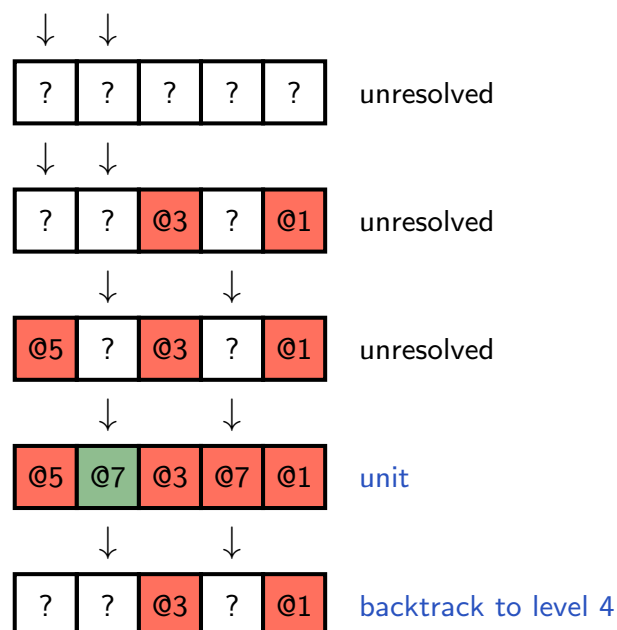 ↓ ↓
? ? ? ? ? unresolved
↓ ↓
? ? @3 ? @1 unresolved
↓ ↓
@5 ? @3 ? @1 unresolved
↓ ↓
@5 @7 @3 @7 @1 unit
↓ ↓
? ? @3 ? @1 backtrack to level 4